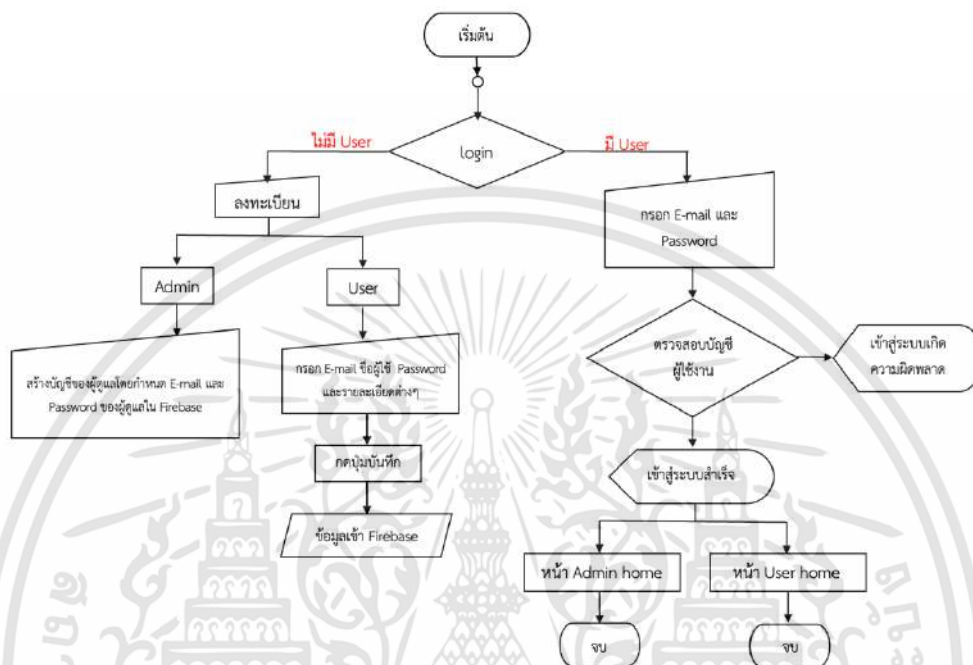 เริ่มต้น
ไม่มี User
login
มี User
ลงทะเบียน
กรอก E-mail และ
Password
Admin
User
สร้างบัญชีของผู้ดูแลโดยกำหนด E-mail และ
Password ของผู้ดูแลใน Firebase
กรอก E-mail ชื่อผู้ใช้ Password
และรายละเอียดต่างๆ
ตรวจสอบบัญชี
ผู้ใช้งาน
เข้าสู่ระบบเกิด
ความผิดพลาด
กดปุ่มบันทึก
เข้าสู่ระบบสำเร็จ
ข้อมูลเข้า Firebase
หน้า Admin home
หน้า User home
จบ
จบ